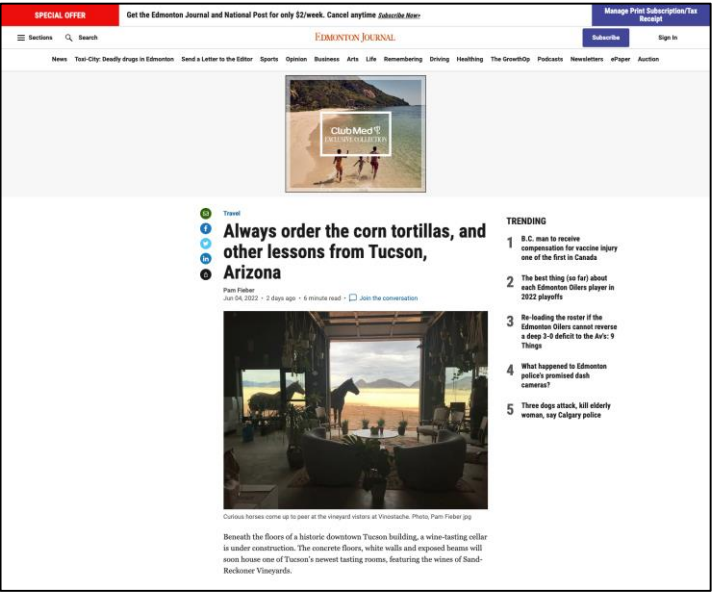 SPECIAL OFFER
Get the Edmonton Journal and National Post for only $2/week. Cancel anytime Subscribe Now>
Manage Print Subscription/Tax
Receipt
Sections
Search
EDMONTON JOURNAL
Subscribe
Sign In
News Toxi-City: Deadly drugs in Edmonton Send a Letter to the Editor Sports Opinion Business Arts Life Remembering Driving Healthing The GrowthOp Podcasts Newsletters ePaper Auction
Club Med
EXCLUSIVE COLLECTION
Travel
Always order the corn tortillas, and
other lessons from Tucson,
Arizona
Pam Fieber
Jun 04, 2022 • 2 days ago • 6 minute read • Join the conversation
Curious horses come up to peer at the vineyard vistors at Vinostache. Photo, Pam Fieber jpg
Beneath the floors of a historic downtown Tucson building, a wine-tasting cellar
is under construction. The concrete floors, white walls and exposed beams will
soon house one of Tucson's newest tasting rooms, featuring the wines of Sand-
Reckoner Vineyards.
TRENDING
1 B.C. man to receive
compensation for vaccine injury
one of the first in Canada
2 The best thing (so far) about
each Edmonton Oilers player in
2022 playoffs
3 Re-loading the roster if the
Edmonton Oilers cannot reverse
a deep 3-0 deficit to the Av's: 9
Things
4 What happened to Edmonton
police's promised dash
cameras?
5 Three dogs attack, kill elderly
woman, say Calgary police